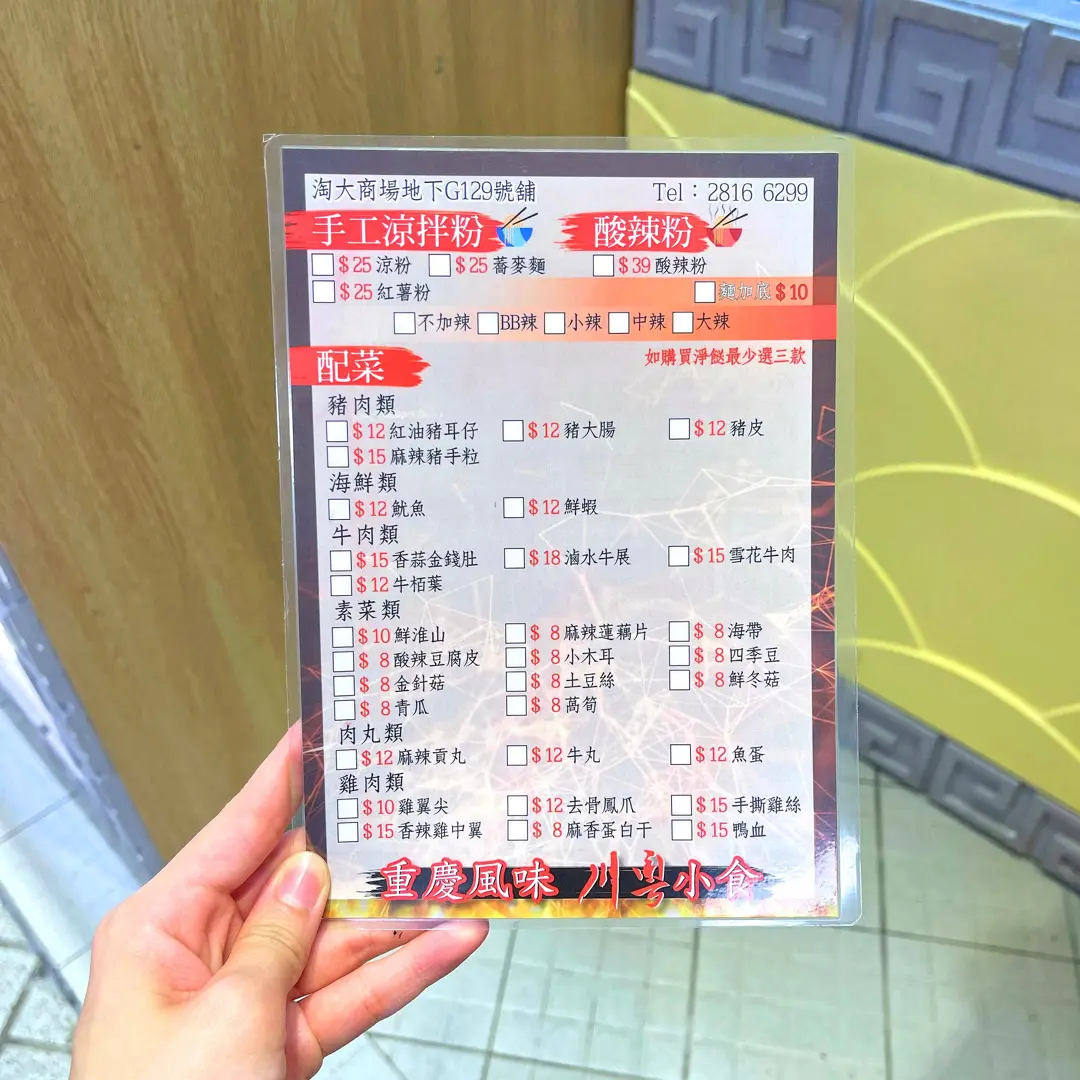 淘大商場地下G129號舖 Tel：2816 6299
手工涼拌粉 酸辣粉
$25 涼粉 $25 蕎麥麵 $39 酸辣粉
$25 紅薯粉 麵加底 $10
不加辣 BB辣 小辣 中辣 大辣
配菜 如購買淨餸最少選三款
豬肉類
$12 紅油豬耳仔 $12 豬大腸 $12 豬皮
$15 麻辣豬手粒
海鮮類
$12 魷魚 $12 鮮蝦
牛肉類
$15 香蒜金錢肚 $18 滷水牛展 $15 雪花牛肉
$12 牛栢葉
素菜類
$10 鮮淮山 $ 8 麻辣蓮藕片 $ 8 海帶
$ 8 酸辣豆腐皮 $ 8 小木耳 $ 8 四季豆
$ 8 金針菇 $ 8 土豆絲 $ 8 鮮冬菇
$ 8 青瓜 $ 8 萵筍
肉丸類
$12 麻辣貢丸 $12 牛丸 $12 魚蛋
雞肉類
$10 雞翼尖 $12 去骨鳳爪 $15 手撕雞絲
$15 香辣雞中翼 $ 8 麻香蛋白干 $15 鴨血
重慶風味 川粵小食